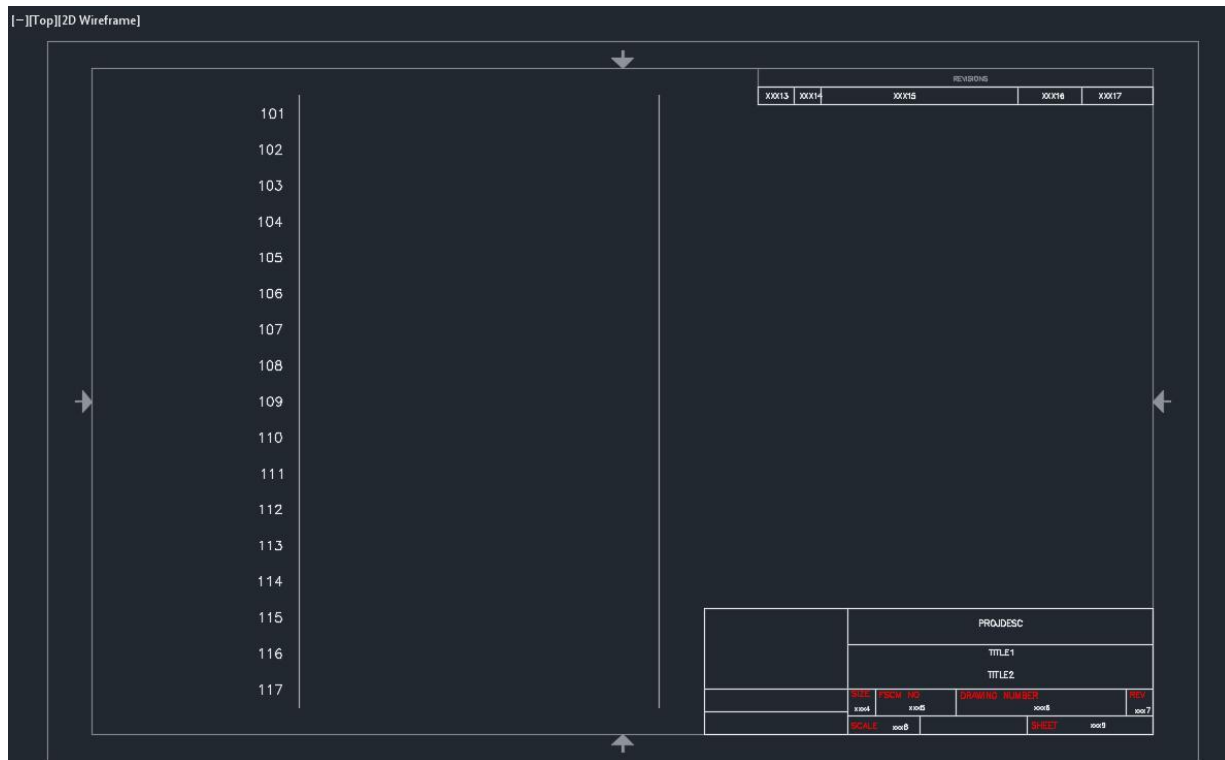 [−][Top][2D Wireframe]
REVISIONS
XXX13 XXX14 XXX15 XXX16 XXX17
101
102
103
104
105
106
107
108
109
110
111
112
113
114
115
116
117
PROJDESC
TITLE1
TITLE2
SIZE FSCM NO DRAWING NUMBER REV
xxx4 xxx5 xxx7
SCALE SHEET xxx9